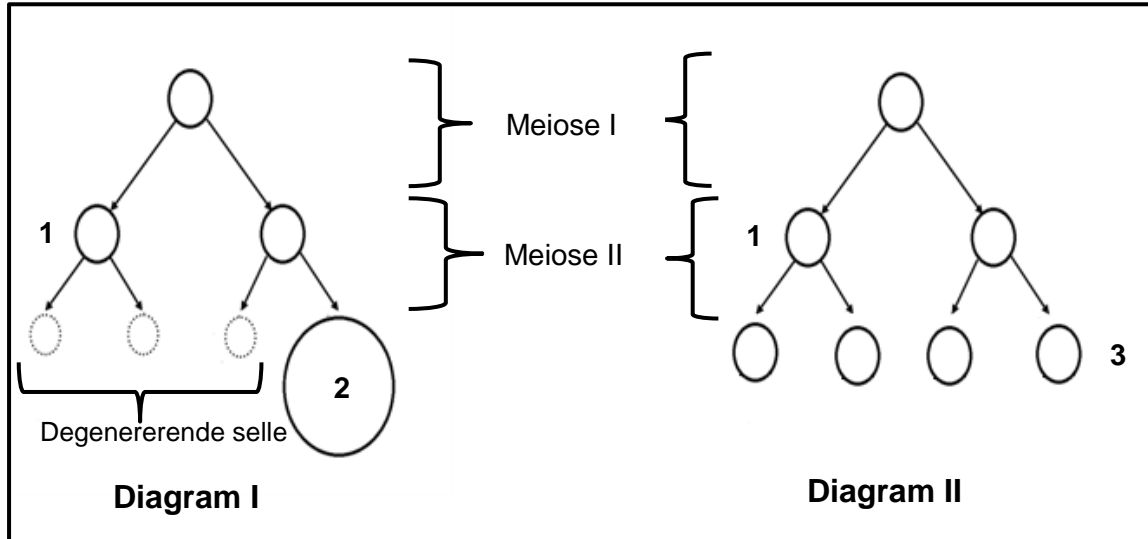 Meiose I
1
Meiose II
1
2
3
Degenererende selle
Diagram I
Diagram II